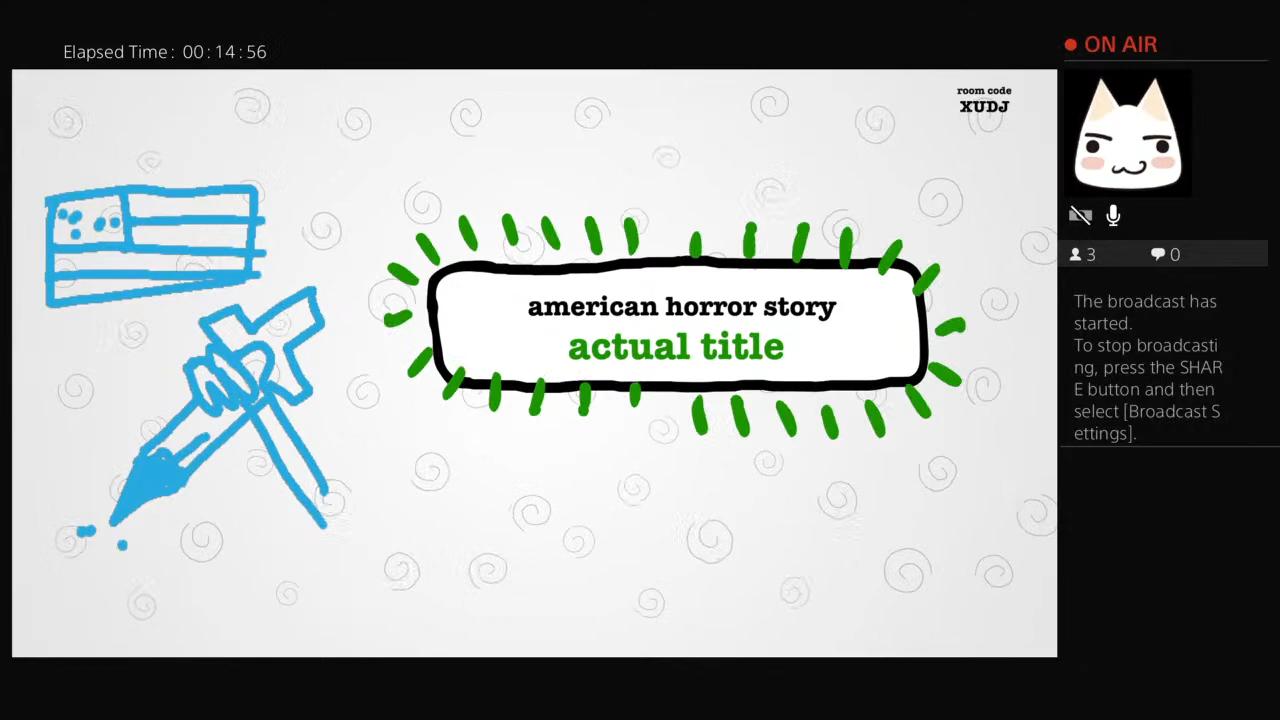 Elapsed Time: 00:14:56
ON AIR
room code
XUDJ
american horror story
actual title
3
0
The broadcast has
started.
To stop broadcasti
ng, press the SHAR
E button and then
select [Broadcast S
ettings].